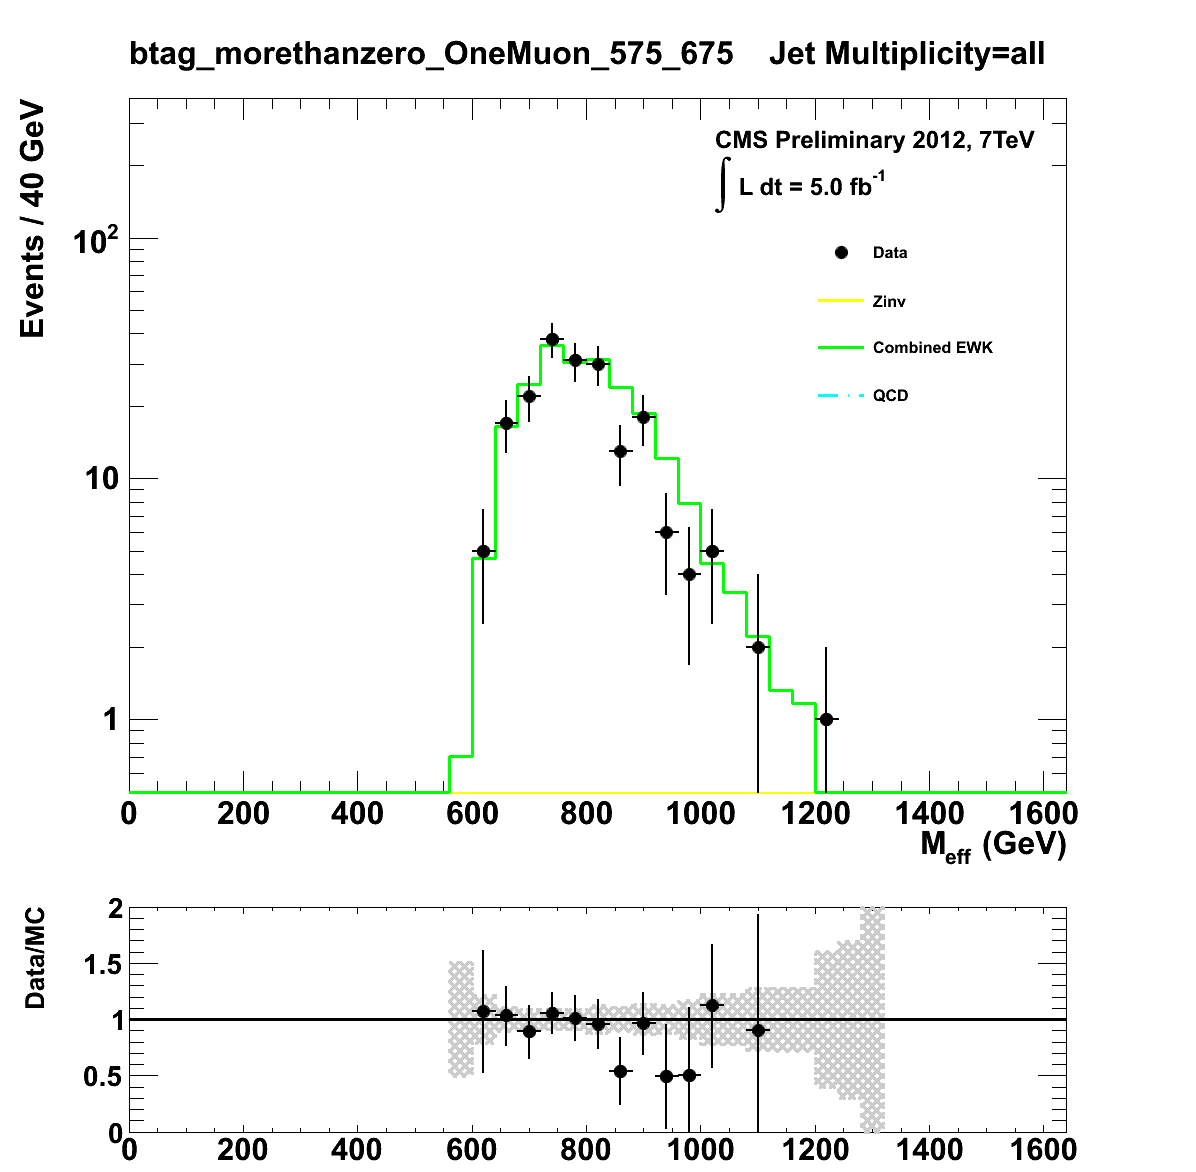 btag_morethanzero_OneMuon_575_675 Jet Multiplicity=all
Events / 40 GeV
CMS Preliminary 2012, 7TeV
∫ L dt = 5.0 fb⁻¹
Data
Zinv
Combined EWK
QCD
10²
10
1
0 200 400 600 800 1000 1200 1400 1600
M_eff (GeV)
Data/MC
2
1.5
1
0.5
0
0 200 400 600 800 1000 1200 1400 1600